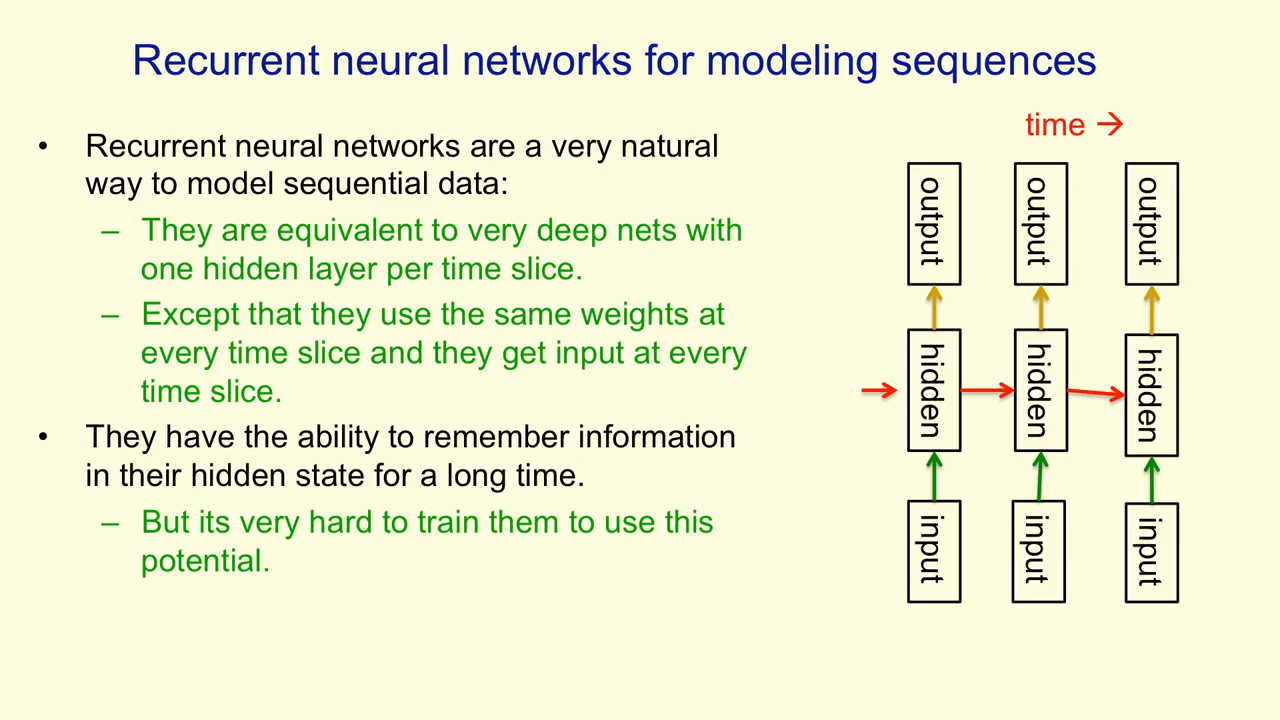 Recurrent neural networks for modeling sequences
• Recurrent neural networks are a very natural
way to model sequential data:
– They are equivalent to very deep nets with
one hidden layer per time slice.
– Except that they use the same weights at
every time slice and they get input at every
time slice.
• They have the ability to remember information
in their hidden state for a long time.
– But its very hard to train them to use this
potential.
time →
output
output
output
hidden
hidden
hidden
input
input
input